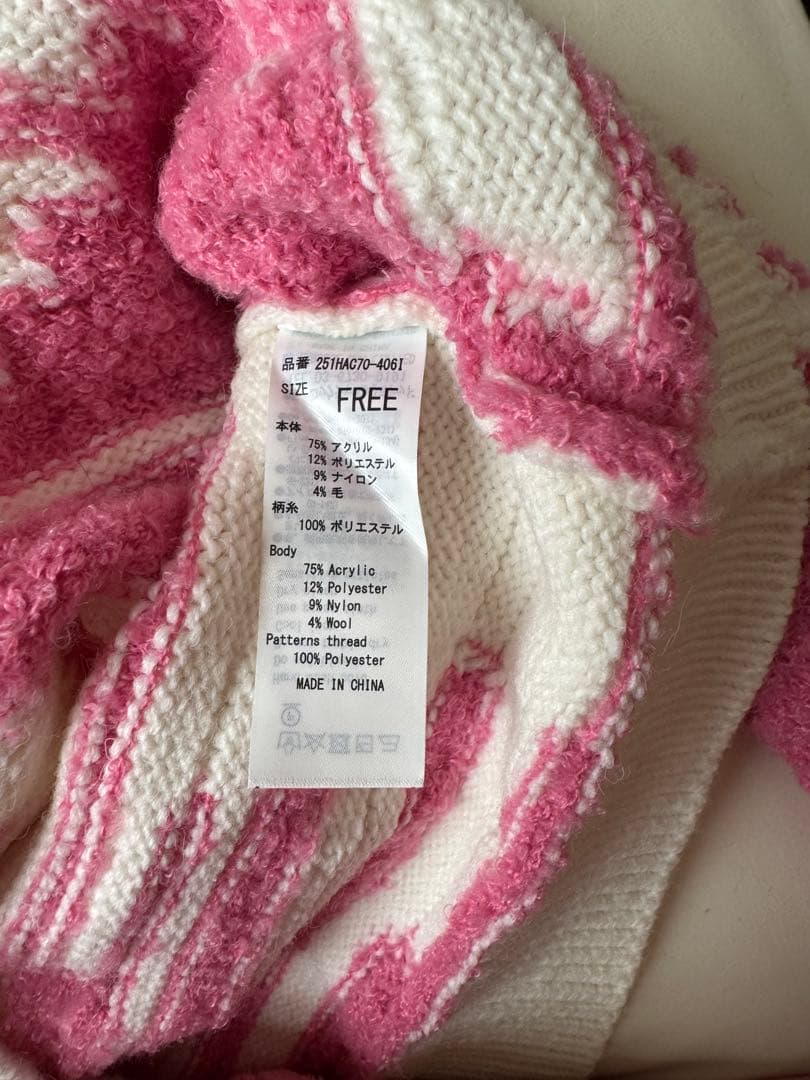 品番 251HAC70-406I
SIZE FREE
本体
75% アクリル
12% ポリエステル
9% ナイロン
4% 毛
柄糸
100% ポリエステル
Body
75% Acrylic
12% Polyester
9% Nylon
4% Wool
Patterns thread
100% Polyester
MADE IN CHINA